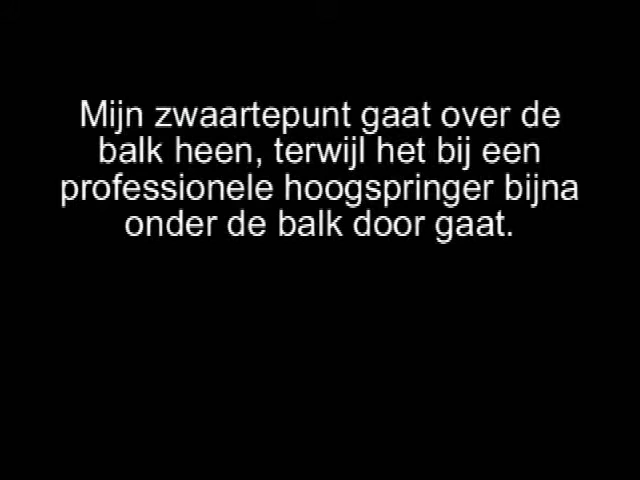 Mijn zwaartepunt gaat over de
balk heen, terwijl het bij een
professionele hoogspringer bijna
onder de balk door gaat.